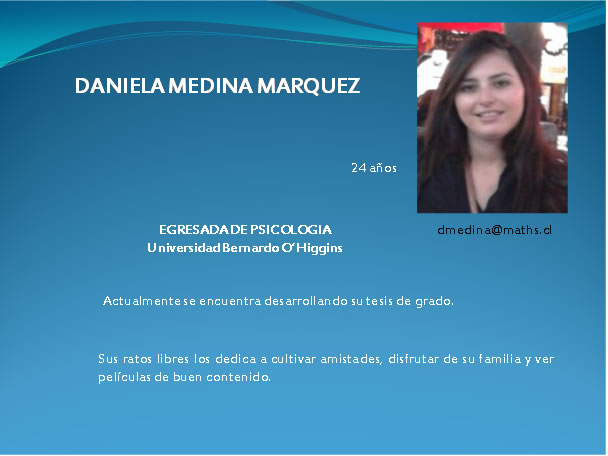 DANIELA MEDINA MARQUEZ
24 años
EGRESADA DE PSICOLOGIA
Universidad Bernardo O'Higgins
dmedina@maths.cl
Actualmente se encuentra desarrollando su tesis de grado.
Sus ratos libres los dedica a cultivar amistades, disfrutar de su familia y ver
películas de buen contenido.